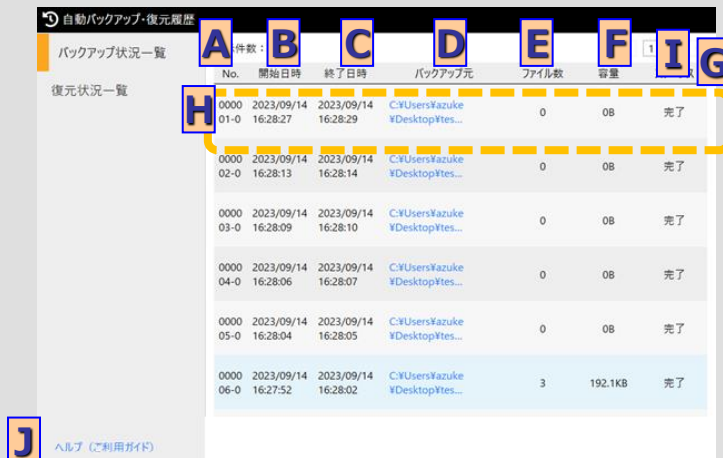 自動バックアップ・復元履歴
バックアップ状況一覧
復元状況一覧
ヘルプ（ご利用ガイド）
A B C D E F I G
件数：
1
No. 開始日時 終了日時 バックアップ元 ファイル数 容量
H
0000 2023/09/14 2023/09/14 C:¥Users¥azuke
01-0 16:28:27 16:28:29 ¥Desktop¥tes... 0 0B 完了
0000 2023/09/14 2023/09/14 C:¥Users¥azuke
02-0 16:28:13 16:28:14 ¥Desktop¥tes... 0 0B 完了
0000 2023/09/14 2023/09/14 C:¥Users¥azuke
03-0 16:28:09 16:28:10 ¥Desktop¥tes... 0 0B 完了
0000 2023/09/14 2023/09/14 C:¥Users¥azuke
04-0 16:28:06 16:28:07 ¥Desktop¥tes... 0 0B 完了
0000 2023/09/14 2023/09/14 C:¥Users¥azuke
05-0 16:28:04 16:28:05 ¥Desktop¥tes... 0 0B 完了
0000 2023/09/14 2023/09/14 C:¥Users¥azuke
06-0 16:27:52 16:28:02 ¥Desktop¥tes... 3 192.1KB 完了
J